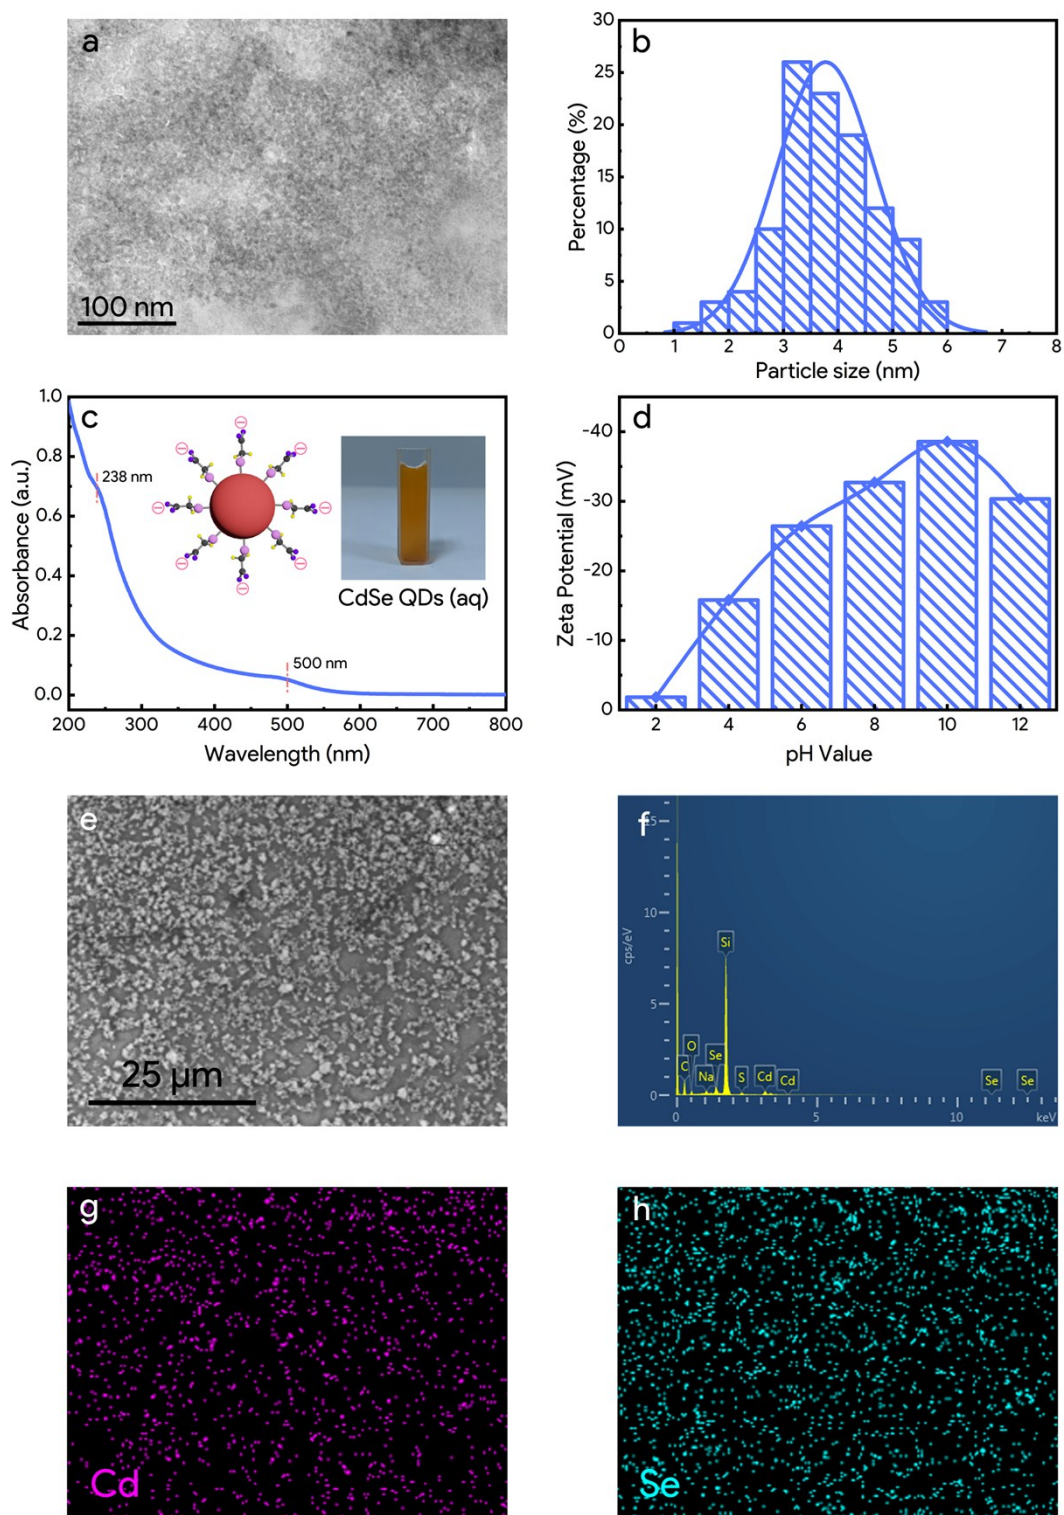 a
100 nm
b
Percentage (%)
30
25
20
15
10
5
0
0 1 2 3 4 5 6 7 8
Particle size (nm)
c
Absorbance (a.u.)
1.0
0.8
0.6
0.4
0.2
0.0
238 nm
500 nm
CdSe QDs (aq)
200 300 400 500 600 700 800
Wavelength (nm)
d
Zeta Potential (mV)
-40
-30
-20
-10
0
2 4 6 8 10 12
pH Value
e
25 μm
f
cps/eV
10
5
0
Si
O
C
Se
Na
S
Cd
Cd
Se
Se
0 5 10 keV
g
Cd
h
Se